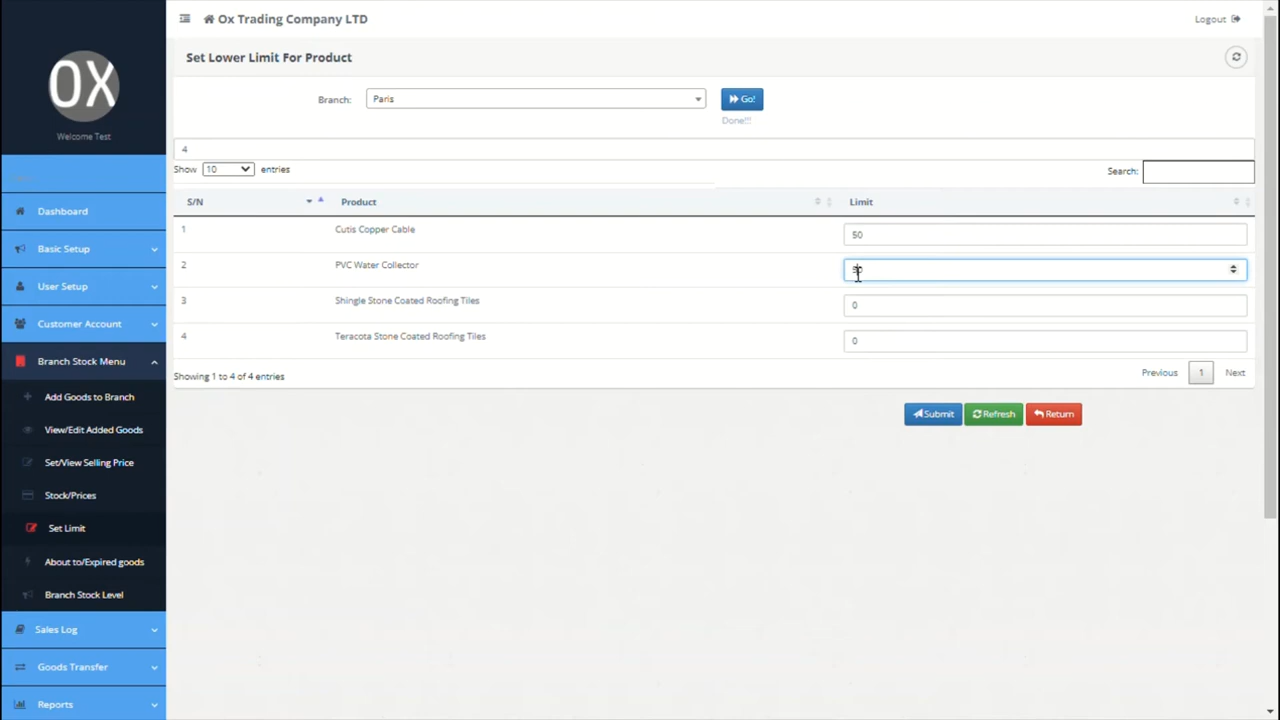 Ox Trading Company LTD
Logout
OX
Welcome Test
Set Lower Limit For Product
Branch: Paris Go!
Done!!!
4
Show 10 entries
Search:
S/N Product Limit
1 Cutis Copper Cable 50
2 PVC Water Collector
3 Shingle Stone Coated Roofing Tiles 0
4 Teracota Stone Coated Roofing Tiles 0
Showing 1 to 4 of 4 entries
Previous 1 Next
Submit Refresh Return
Dashboard
Basic Setup
User Setup
Customer Account
Branch Stock Menu
Add Goods to Branch
View/Edit Added Goods
Set/View Selling Price
Stock/Prices
Set Limit
About to/Expired goods
Branch Stock Level
Sales Log
Goods Transfer
Reports